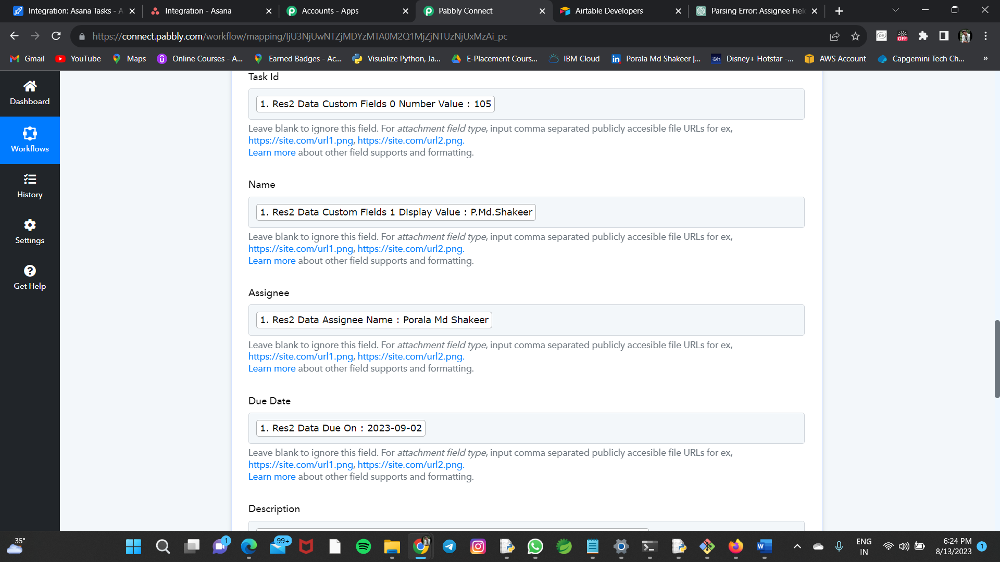 Integration: Asana Tasks - A
Integration - Asana
Accounts - Apps
Pabbly Connect
Airtable Developers
Parsing Error: Assignee Fiel
https://connect.pabbly.com/workflow/mapping/IjU3NjUwNTZjMDYzMTA0M2Q1MjZjNTUzNjUxMzAi_pc
OFF
Gmail
YouTube
Maps
Online Courses - A...
Earned Badges - Ac...
Visualize Python, Ja...
E-Placement Cours...
IBM Cloud
Porala Md Shakeer |...
Disney+ Hotstar -...
AWS Account
Capgemini Tech Ch...
»
Dashboard
Workflows
History
Settings
Get Help
Task Id
1. Res2 Data Custom Fields 0 Number Value : 105
Leave blank to ignore this field. For attachment field type, input comma separated publicly accesible file URLs for ex,
https://site.com/url1.png, https://site.com/url2.png.
Learn more about other field supports and formatting.
Name
1. Res2 Data Custom Fields 1 Display Value : P.Md.Shakeer
Leave blank to ignore this field. For attachment field type, input comma separated publicly accesible file URLs for ex,
https://site.com/url1.png, https://site.com/url2.png.
Learn more about other field supports and formatting.
Assignee
1. Res2 Data Assignee Name : Porala Md Shakeer
Leave blank to ignore this field. For attachment field type, input comma separated publicly accesible file URLs for ex,
https://site.com/url1.png, https://site.com/url2.png.
Learn more about other field supports and formatting.
Due Date
1. Res2 Data Due On : 2023-09-02
Leave blank to ignore this field. For attachment field type, input comma separated publicly accesible file URLs for ex,
https://site.com/url1.png, https://site.com/url2.png.
Learn more about other field supports and formatting.
Description
35°
1
99+
ENG
IN
6:24 PM
8/13/2023
1